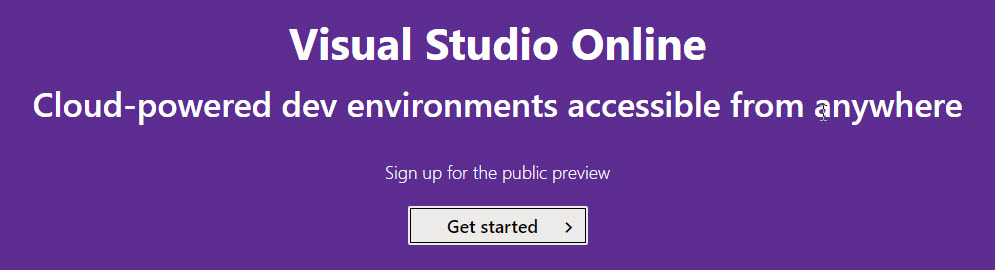 Visual Studio Online
Cloud-powered dev environments accessible from anywhere
Sign up for the public preview
Get started